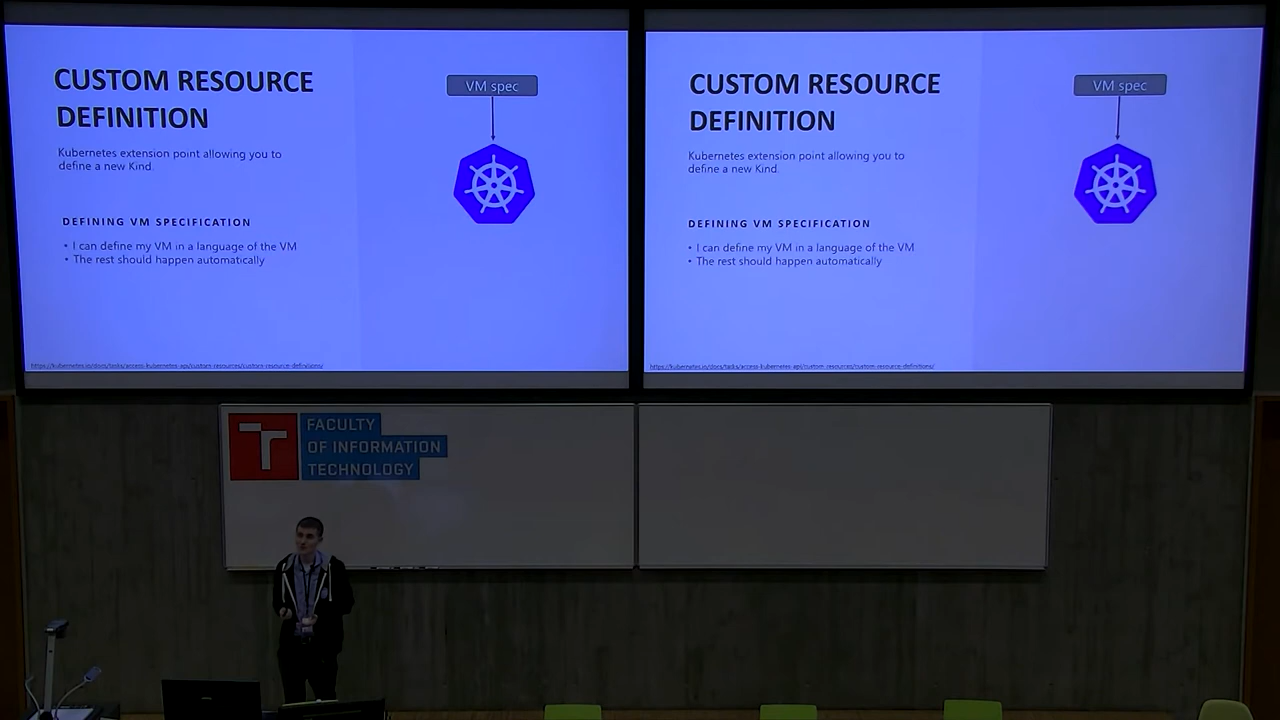 CUSTOM RESOURCE
DEFINITION
Kubernetes extension point allowing you to
define a new Kind.
DEFINING VM SPECIFICATION
• I can define my VM in a language of the VM
• The rest should happen automatically
https://kubernetes.io/docs/tasks/access-kubernetes-api/custom-resources/custom-resource-definitions/
VM spec
CUSTOM RESOURCE
DEFINITION
Kubernetes extension point allowing you to
define a new Kind.
DEFINING VM SPECIFICATION
• I can define my VM in a language of the VM
• The rest should happen automatically
https://kubernetes.io/docs/tasks/access-kubernetes-api/custom-resources/custom-resource-definitions/
VM spec
T
FACULTY
OF INFORMATION
TECHNOLOGY